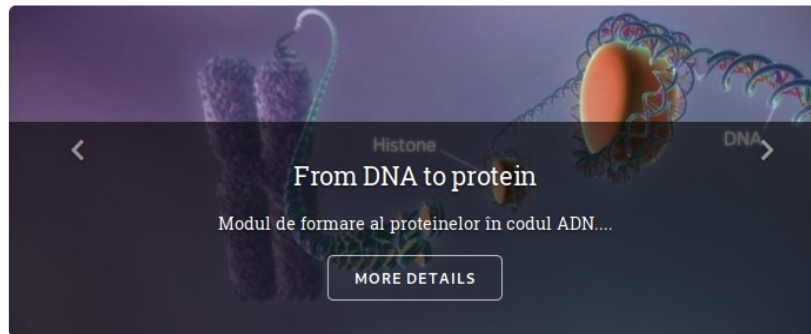 Histone
DNA
From DNA to protein
Modul de formare al proteinelor în codul ADN....
MORE DETAILS